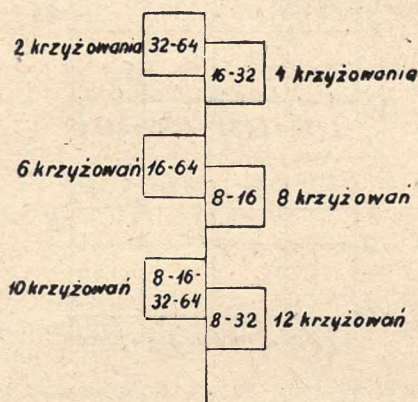 2 krzyżowania 32-64
16-32 4 krzyżowania
6 krzyżowań 16-64
8-16 8 krzyżowań
10 krzyżowań 8-16-
32-64
8-32 12 krzyżowań